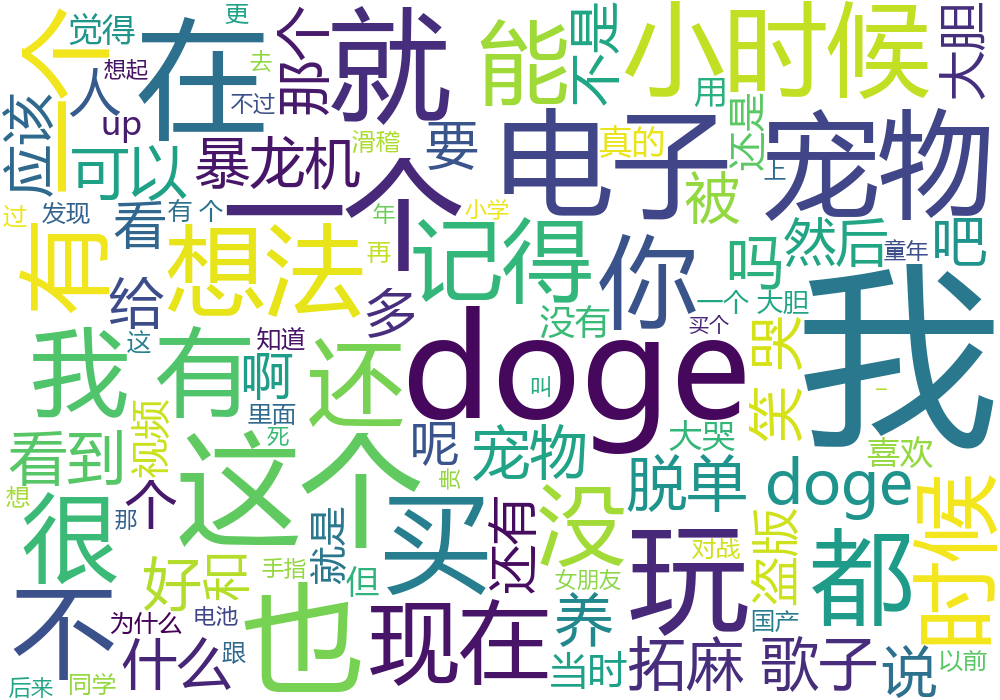 个 觉得 在 更 那个 就 能 不是 小时候 大胆
想起 去 人 不过 用 还是
应该 up 可以 暴龙机 滑稽 要 电子 真的 宠物
一个 被 上
过 发现 看 有 个 年 小学 吗 然后 童年 吧
有 想法 再 记得 你
给 多 没有 一个 大胆 买个 我
我 这 有 知道 还 doge 哭
啊 叫 一
视频 里面 笑
看到 死 这个 呢 宠物 大哭 喜欢
想 很 那 个 贵 脱单 doge
就是 买 还有 没 玩 对战 盗版 都 时候
好 和 手指 但 女朋友
不 为什么 电池 也 现在 养 国产
什么 跟 当时 拓麻 歌子 说 以前
后来 同学